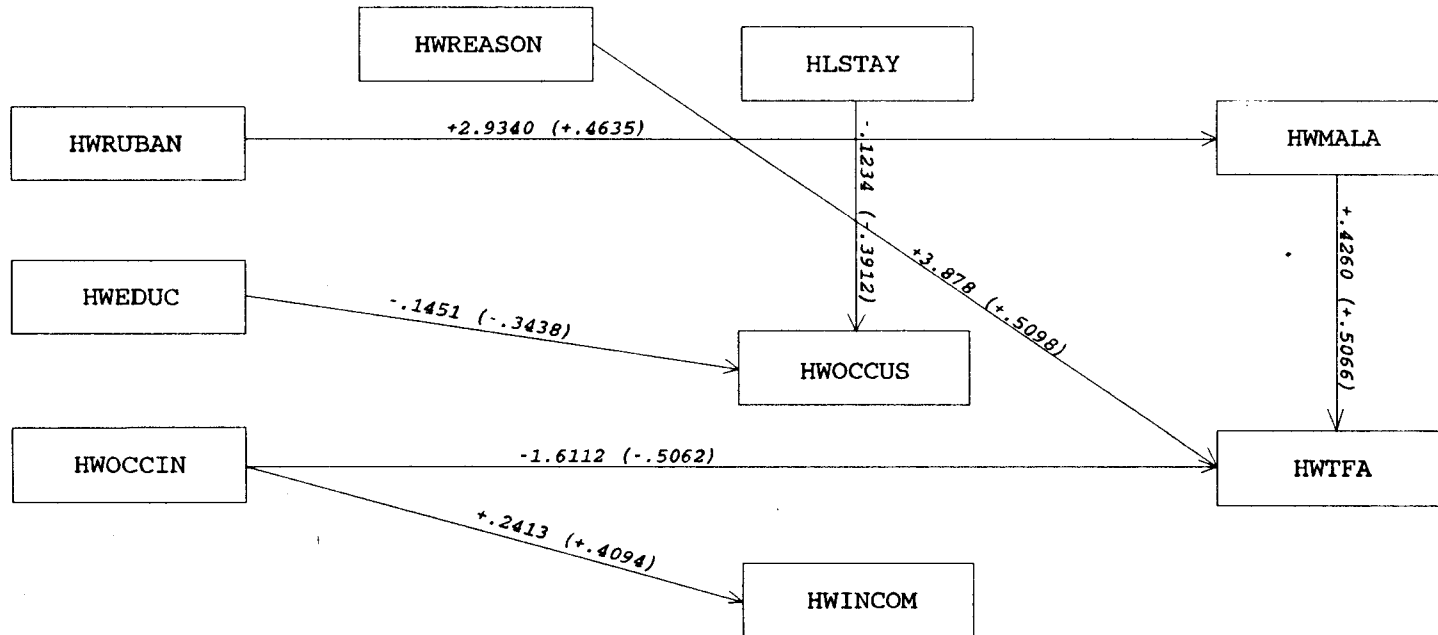 HWREASON
HLSTAY
HWRUBAN
+2.9340 (+.4635)
HWMALA
-.1234 (-.3912)
+.4260 (+.5066)
HWEDUC
-.1451 (-.3438)
+3.878 (+.5098)
HWOCCUS
HWOCCIN
-1.6112 (-.5062)
HWTFA
+.2413 (+.4094)
HWINCOM